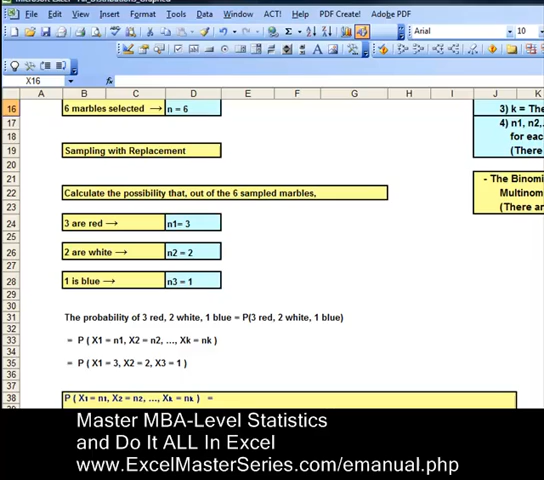 File Edit View Insert Format Tools Data Window ACT! Help PDF Create! Adobe PDF
Arial 10
X16 fx
A B C D E F G H I J K
16 6 marbles selected → n = 6 3) k = The
17 4) n1, n2,..
18 for each
19 Sampling with Replacement (There
20
21 - The Binomi
22 Calculate the possibility that, out of the 6 sampled marbles, Multinom
23 (There ar
24 3 are red → n1= 3
25
26 2 are white → n2 = 2
27
28 1 is blue → n3 = 1
29
30
31 The probability of 3 red, 2 white, 1 blue = P(3 red, 2 white, 1 blue)
32
33 = P ( X1 = n1, X2 = n2, ..., Xk = nk )
34
35 = P ( X1 = 3, X2 = 2, X3 = 1 )
36
37
38 P ( X1 = n1, X2 = n2, ..., Xk = nk ) =
Master MBA-Level Statistics
and Do It ALL In Excel
www.ExcelMasterSeries.com/emanual.php